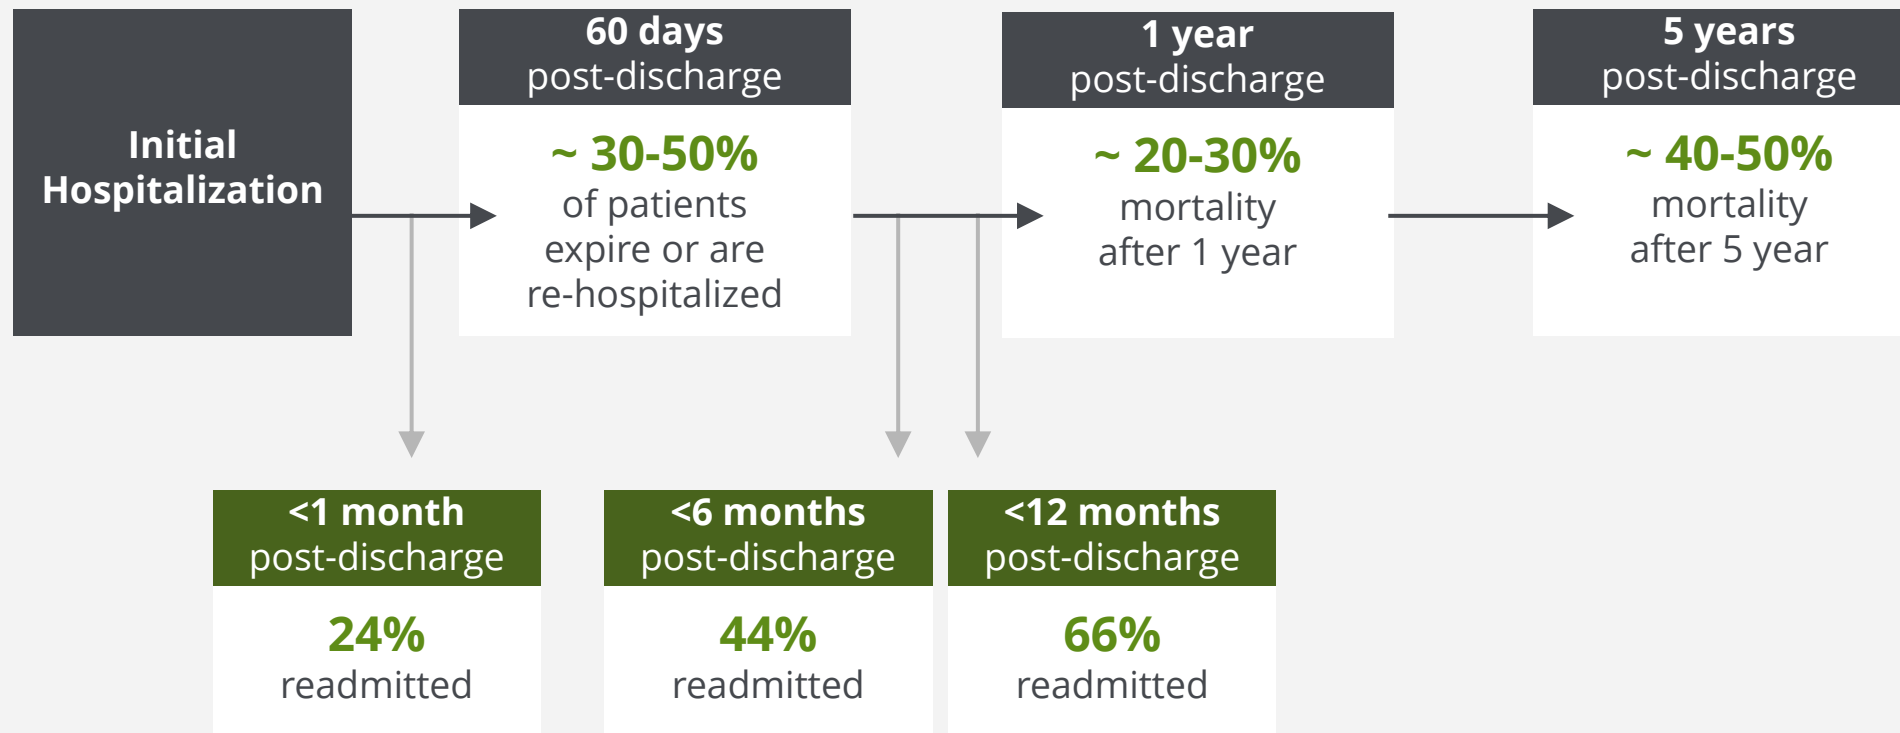 Initial
Hospitalization
60 days
post-discharge
~ 30-50%
of patients
expire or are
re-hospitalized
1 year
post-discharge
~ 20-30%
mortality
after 1 year
5 years
post-discharge
~ 40-50%
mortality
after 5 year
<1 month
post-discharge
24%
readmitted
<6 months
post-discharge
44%
readmitted
<12 months
post-discharge
66%
readmitted